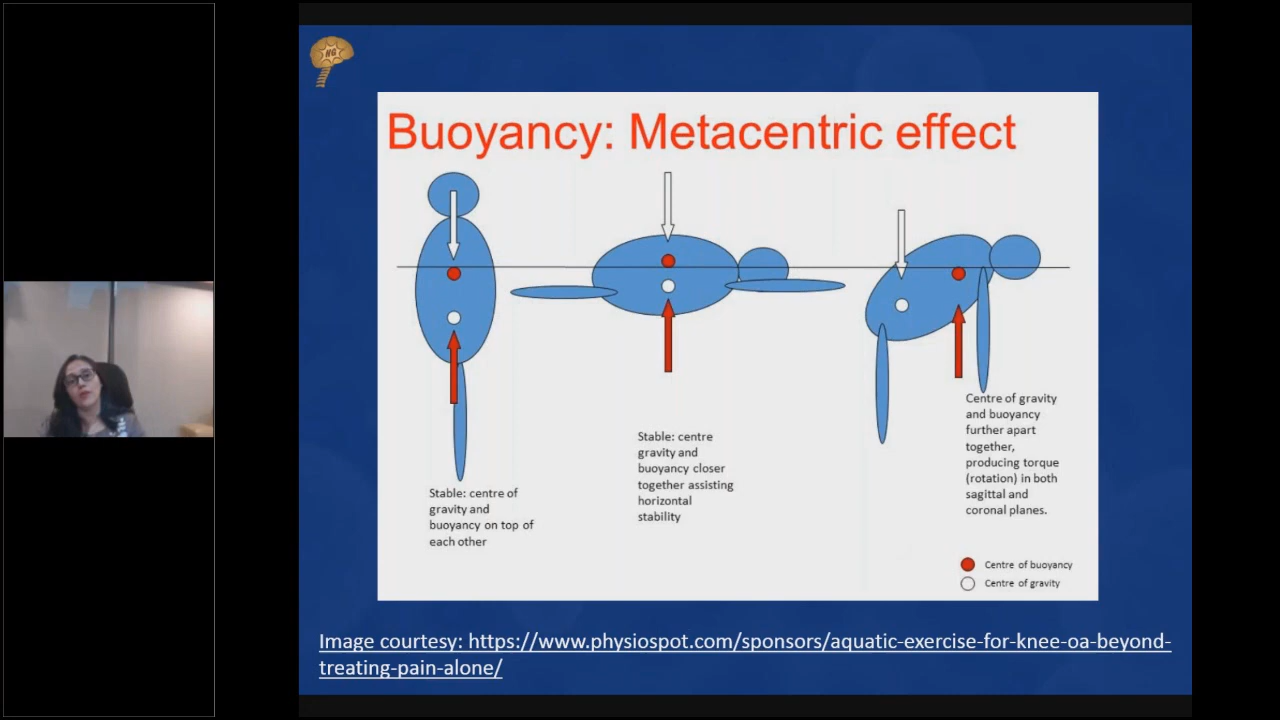 NG
Buoyancy: Metacentric effect
Stable: centre of
gravity and
buoyancy on top of
each other
Stable: centre
gravity and
buoyancy closer
together assisting
horizontal
stability
Centre of gravity
and buoyancy
further apart
together,
producing torque
(rotation) in both
sagittal and
coronal planes.
Centre of buoyancy
Centre of gravity
Image courtesy: https://www.physiospot.com/sponsors/aquatic-exercise-for-knee-oa-beyond-
treating-pain-alone/